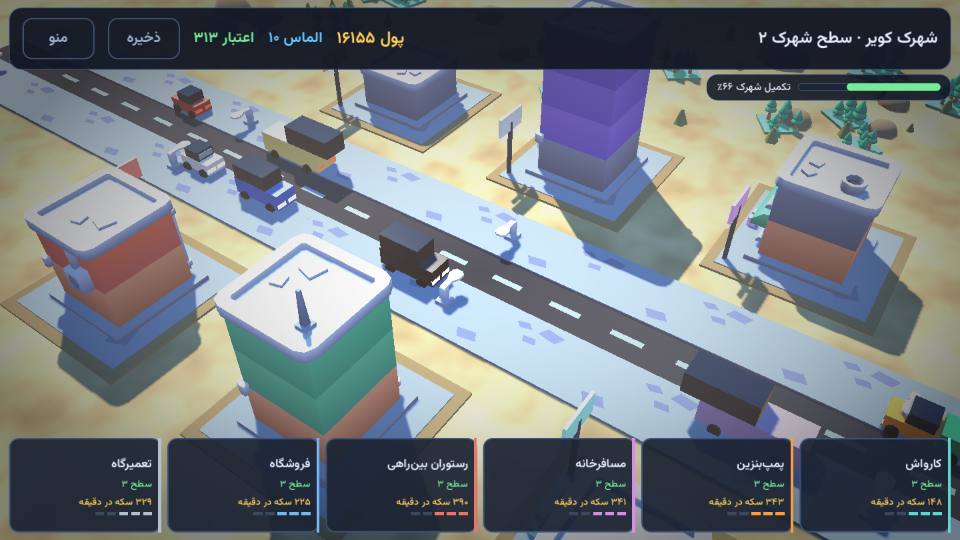 شهرک کویر · سطح شهرک ۲
پول ۱۶۱۵۵
الماس ۱۰
اعتبار ۳۱۳
ذخیره
منو
تکمیل شهرک ۶۶٪
کارواش
سطح ۳
۱۴۸ سکه در دقیقه
پمپ‌بنزین
سطح ۳
۳۴۳ سکه در دقیقه
مسافرخانه
سطح ۳
۳۴۱ سکه در دقیقه
رستوران بین‌راهی
سطح ۳
۳۹۰ سکه در دقیقه
فروشگاه
سطح ۳
۲۲۵ سکه در دقیقه
تعمیرگاه
سطح ۳
۳۲۹ سکه در دقیقه